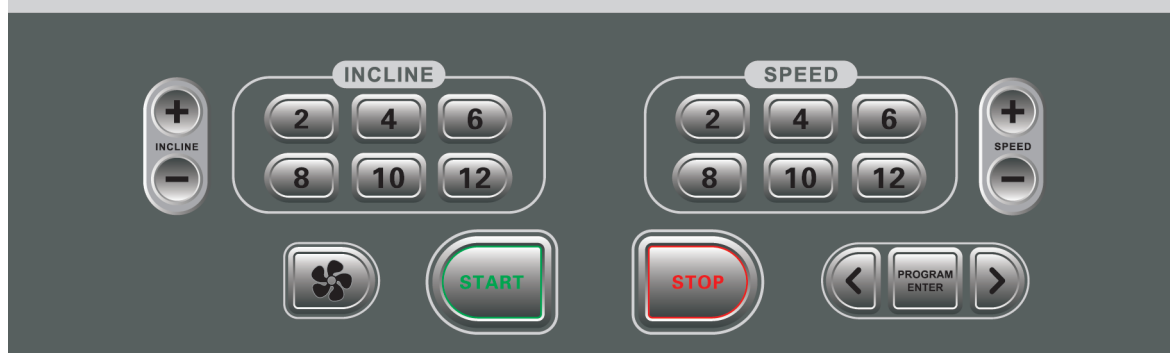 INCLINE
SPEED
+
2 4 6
2 4 6
+
INCLINE
SPEED
−
8 10 12
8 10 12
−
START
STOP
<
PROGRAM
ENTER
>